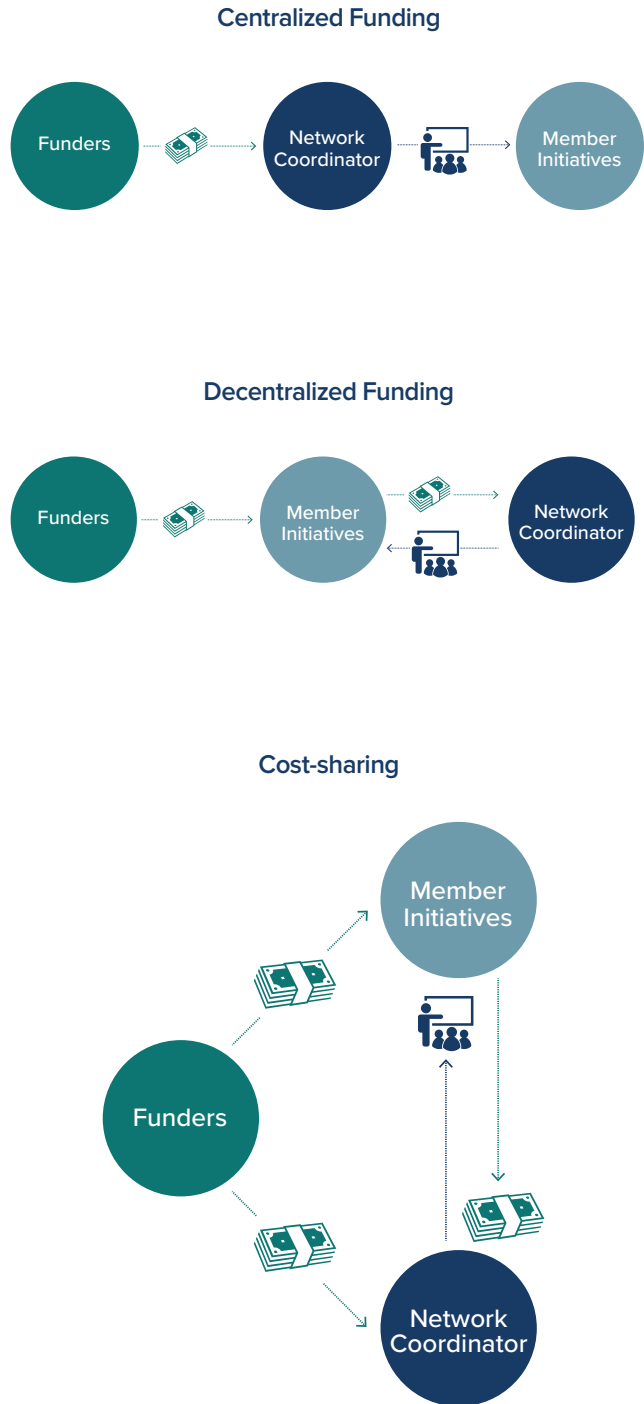 Centralized Funding
Funders
Network
Coordinator
Member
Initiatives
Decentralized Funding
Funders
Member
Initiatives
Network
Coordinator
Cost-sharing
Member
Initiatives
Funders
Network
Coordinator